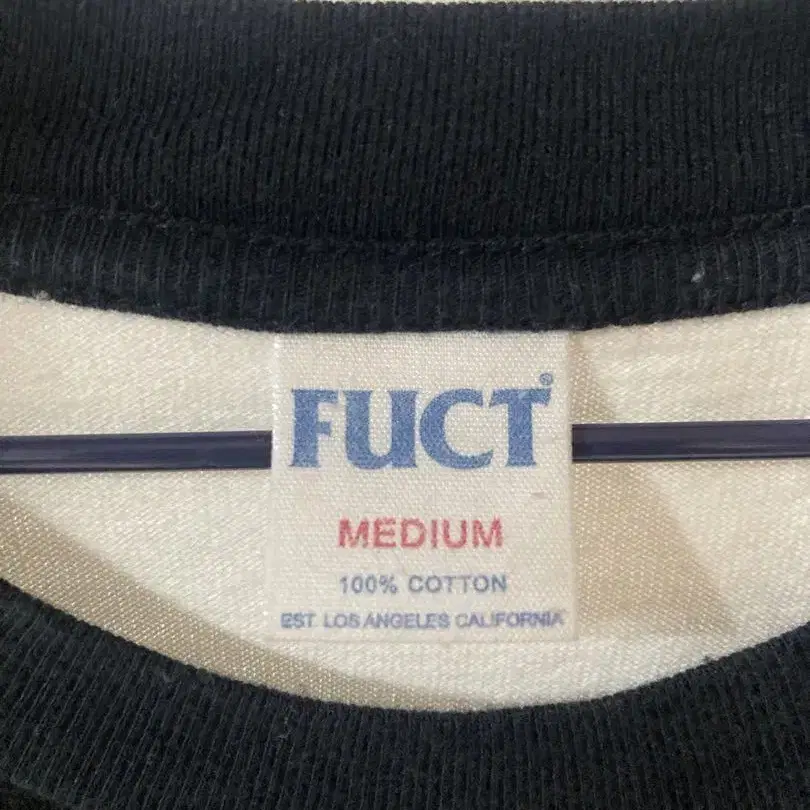 FUCT®
MEDIUM
100% COTTON
EST LOS ANGELES CALIFORNIA